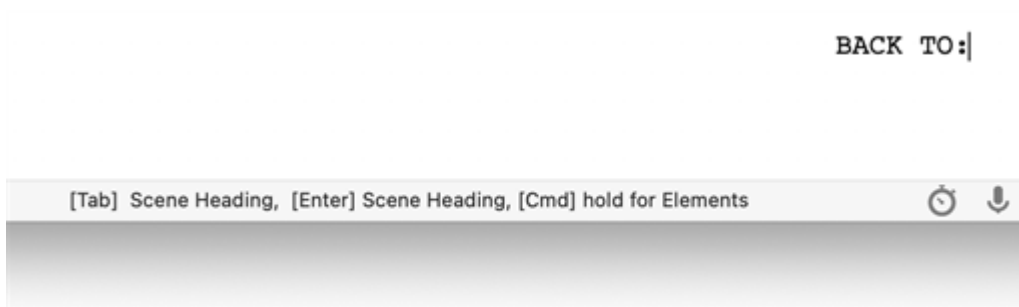 BACK TO:
[Tab] Scene Heading, [Enter] Scene Heading, [Cmd] hold for Elements